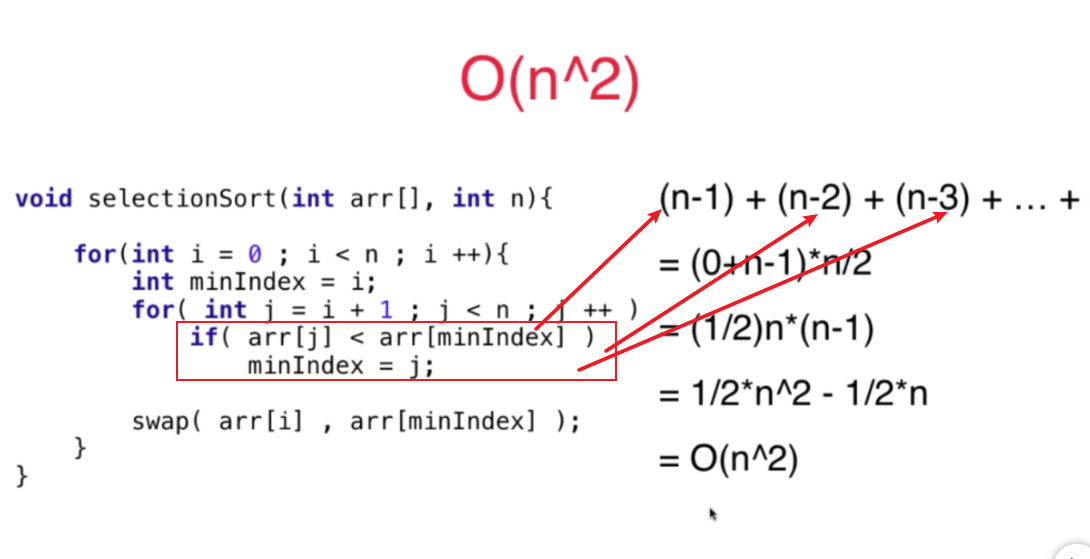 O(n^2)
void selectionSort(int arr[], int n){
for(int i = 0 ; i < n ; i ++){
int minIndex = i;
for( int j = i + 1 ; j < n ; j ++ )
if( arr[j] < arr[minIndex] )
minIndex = j;
swap( arr[i] , arr[minIndex] );
}
}
(n-1) + (n-2) + (n-3) + ... +
= (0+n-1)*n/2
= (1/2)n*(n-1)
= 1/2*n^2 - 1/2*n
= O(n^2)